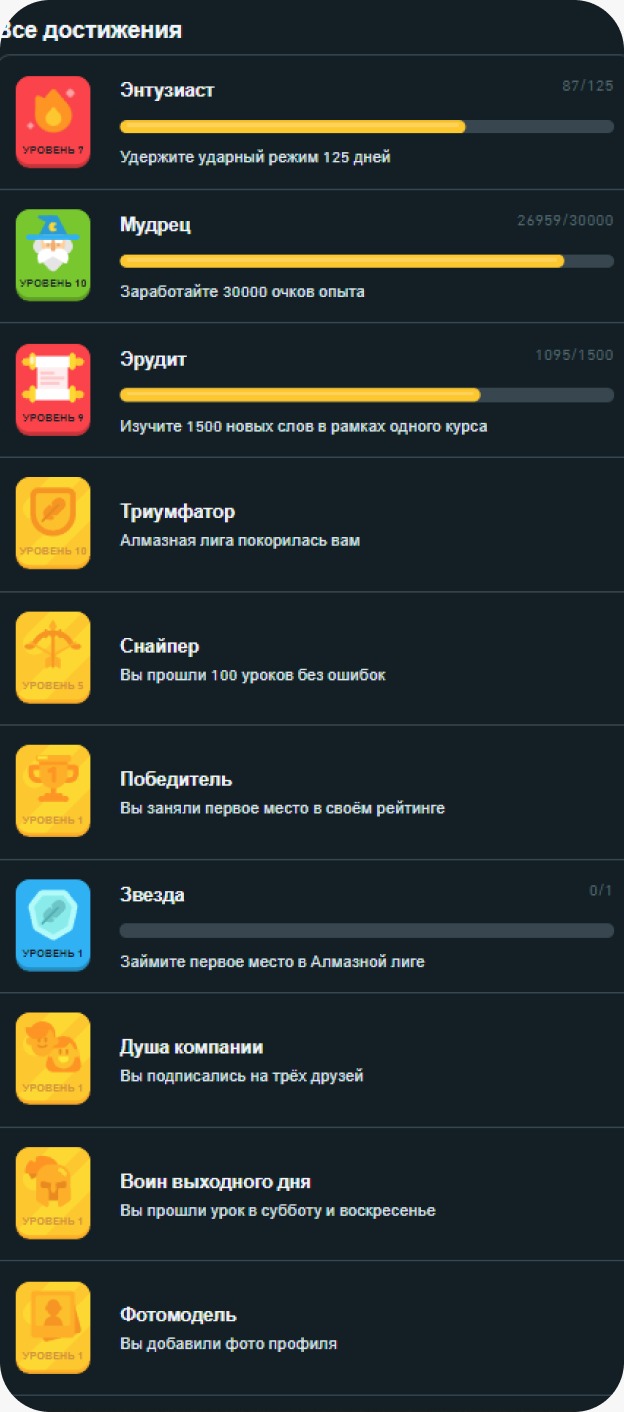 Все достижения
Энтузиаст
87/125
УРОВЕНЬ 7
Удержите ударный режим 125 дней
Мудрец
26959/30000
УРОВЕНЬ 10
Заработайте 30000 очков опыта
Эрудит
1095/1500
УРОВЕНЬ 9
Изучите 1500 новых слов в рамках одного курса
Триумфатор
Алмазная лига покорилась вам
УРОВЕНЬ 10
Снайпер
Вы прошли 100 уроков без ошибок
УРОВЕНЬ 5
Победитель
1
Вы заняли первое место в своём рейтинге
УРОВЕНЬ 1
Звезда
0/1
УРОВЕНЬ 1
Займите первое место в Алмазной лиге
Душа компании
Вы подписались на трёх друзей
УРОВЕНЬ 1
Воин выходного дня
Вы прошли урок в субботу и воскресенье
УРОВЕНЬ 1
Фотомодель
Вы добавили фото профиля
УРОВЕНЬ 1